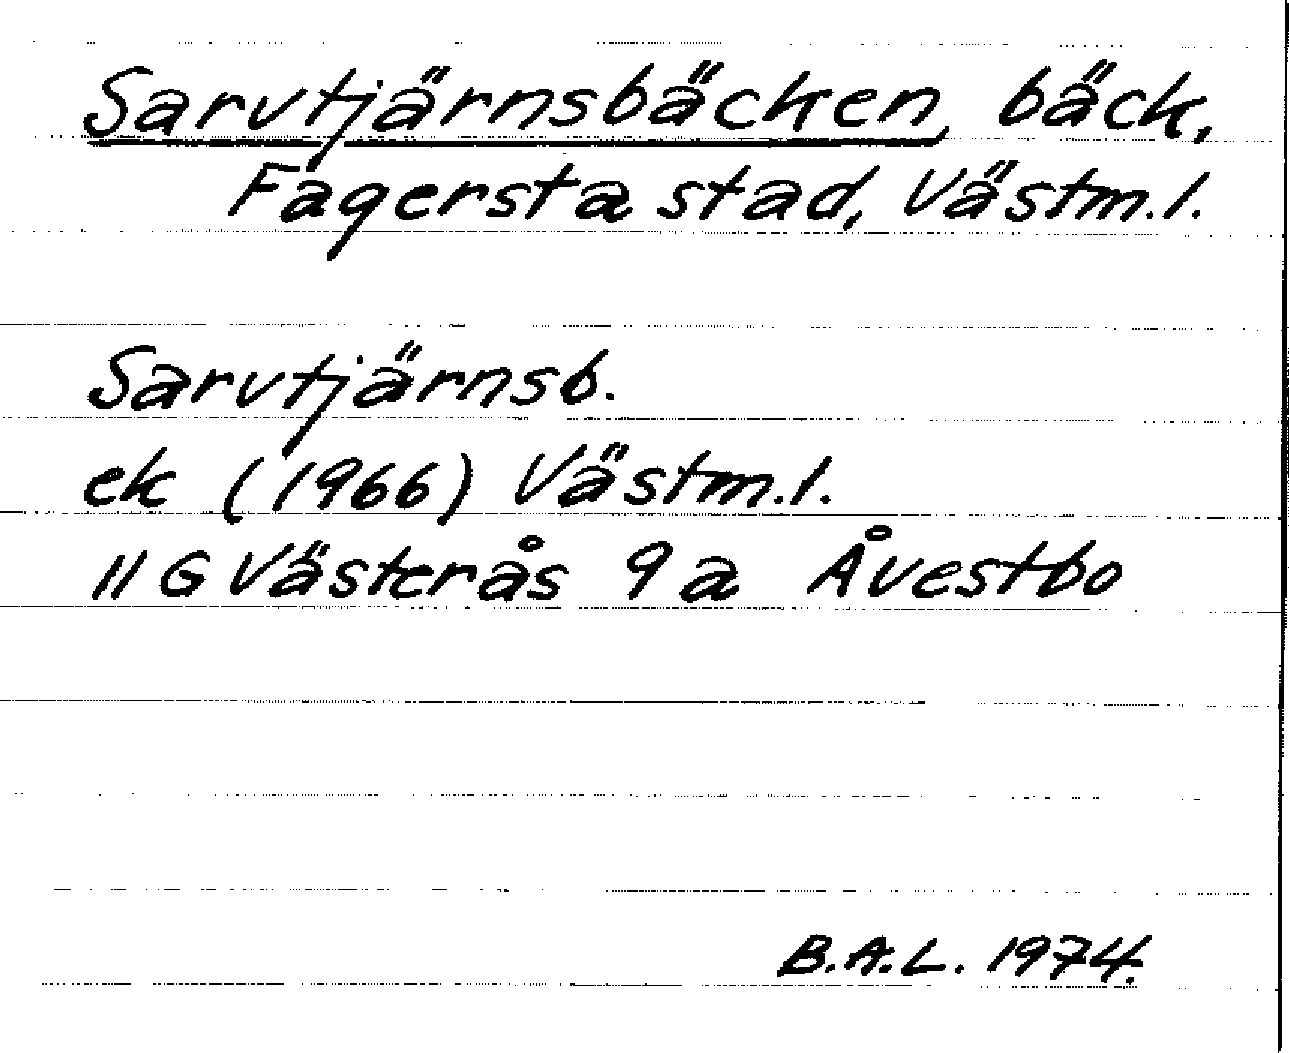 Sarvtjärnsbäcken, bäck,
Fagersta stad, Västm.l.
Sarvtjärnsb.
ek (1966) Västm.l.
11 G Västerås 9 a Åvestbo
B.A.L. 1974.